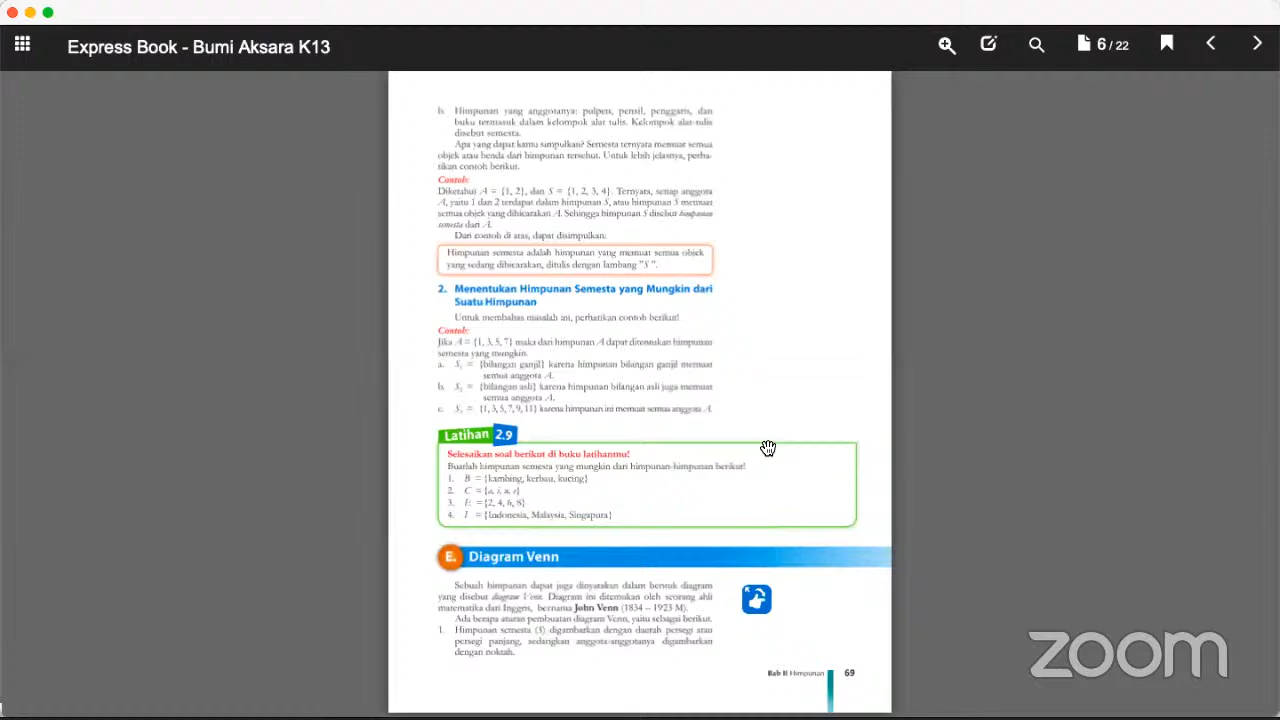 Express Book - Bumi Aksara K13
6 / 22
b. Himpunan yang anggotanya: pulpen, pensil, penggaris, dan
buku termasuk dalam kelompok alat tulis. Kelompok alat-tulis
disebut semesta.
Apa yang dapat kamu simpulkan? Semesta ternyata memuat semua
objek atau benda dari himpunan tersebut. Untuk lebih jelasnya, perha-
tikan contoh berikut.
Contoh:
Diketahui A = {1, 2}, dan S = {1, 2, 3, 4}. Ternyata, setiap anggota
A, yaitu 1 dan 2 terdapat dalam himpunan S, atau himpunan S memuat
semua objek yang dibicarakan A. Sehingga himpunan S disebut himpunan
semesta dari A.
Dari contoh di atas, dapat disimpulkan:
Himpunan semesta adalah himpunan yang memuat semua objek
yang sedang dibicarakan, ditulis dengan lambang "S ".
2. Menentukan Himpunan Semesta yang Mungkin dari
Suatu Himpunan
Untuk membahas masalah ini, perhatikan contoh berikut!
Contoh:
Jika A = {1, 3, 5, 7} maka dari himpunan A dapat ditemukan himpunan
semesta yang mungkin.
a. S₁ = {bilangan ganjil} karena himpunan bilangan ganjil memuat
semua anggota A.
b. S₂ = {bilangan asli} karena himpunan bilangan asli juga memuat
semua anggota A.
c. S₃ = {1, 3, 5, 7, 9, 11} karena himpunan ini memuat semua anggota A.
Latihan 2.9
Selesaikan soal berikut di buku latihanmu!
Buatlah himpunan semesta yang mungkin dari himpunan-himpunan berikut!
1. B = {kambing, kerbau, kucing}
2. C = {a, i, u, e}
3. E = {2, 4, 6, 8}
4. = {Indonesia, Malaysia, Singapura}
E. Diagram Venn
Sebuah himpunan dapat juga dinyatakan dalam bentuk diagram
yang disebut diagram Venn. Diagram ini ditemukan oleh seorang ahli
matematika dari Inggris, bernama John Venn (1834 – 1923 M).
Ada berapa aturan pembuatan diagram Venn, yaitu sebagai berikut.
1. Himpunan semesta (S) digambarkan dengan daerah persegi atau
persegi panjang, sedangkan anggota-anggotanya digambarkan
dengan noktah.
Bab II Himpunan 69
zoom